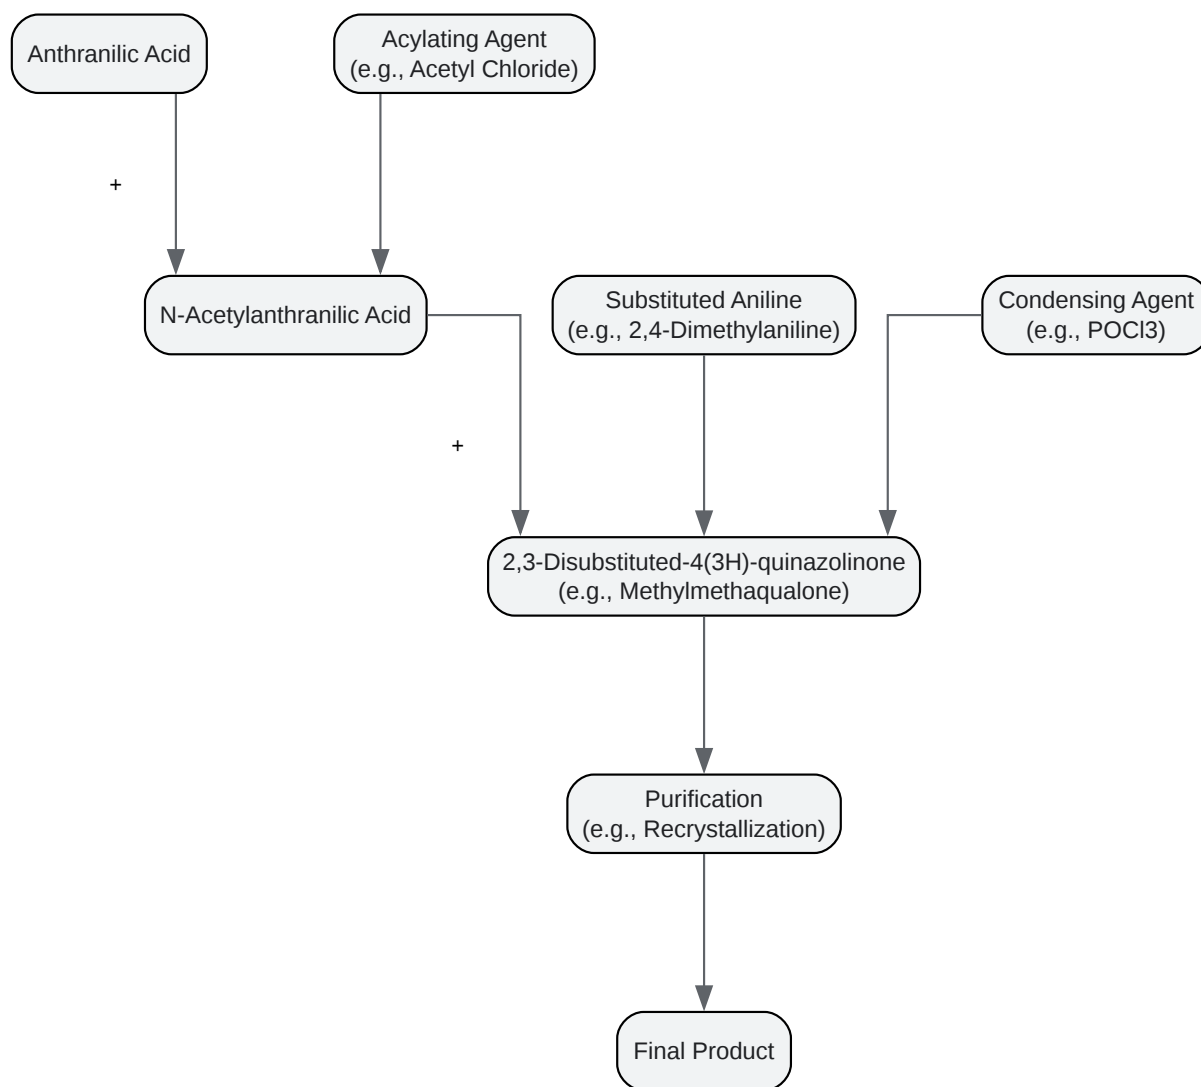 Anthranilic Acid
Acylating Agent
(e.g., Acetyl Chloride)
+
N-Acetylanthranilic Acid
Substituted Aniline
(e.g., 2,4-Dimethylaniline)
Condensing Agent
(e.g., POCl3)
+
2,3-Disubstituted-4(3H)-quinazolinone
(e.g., Methylmethaqualone)
Purification
(e.g., Recrystallization)
Final Product